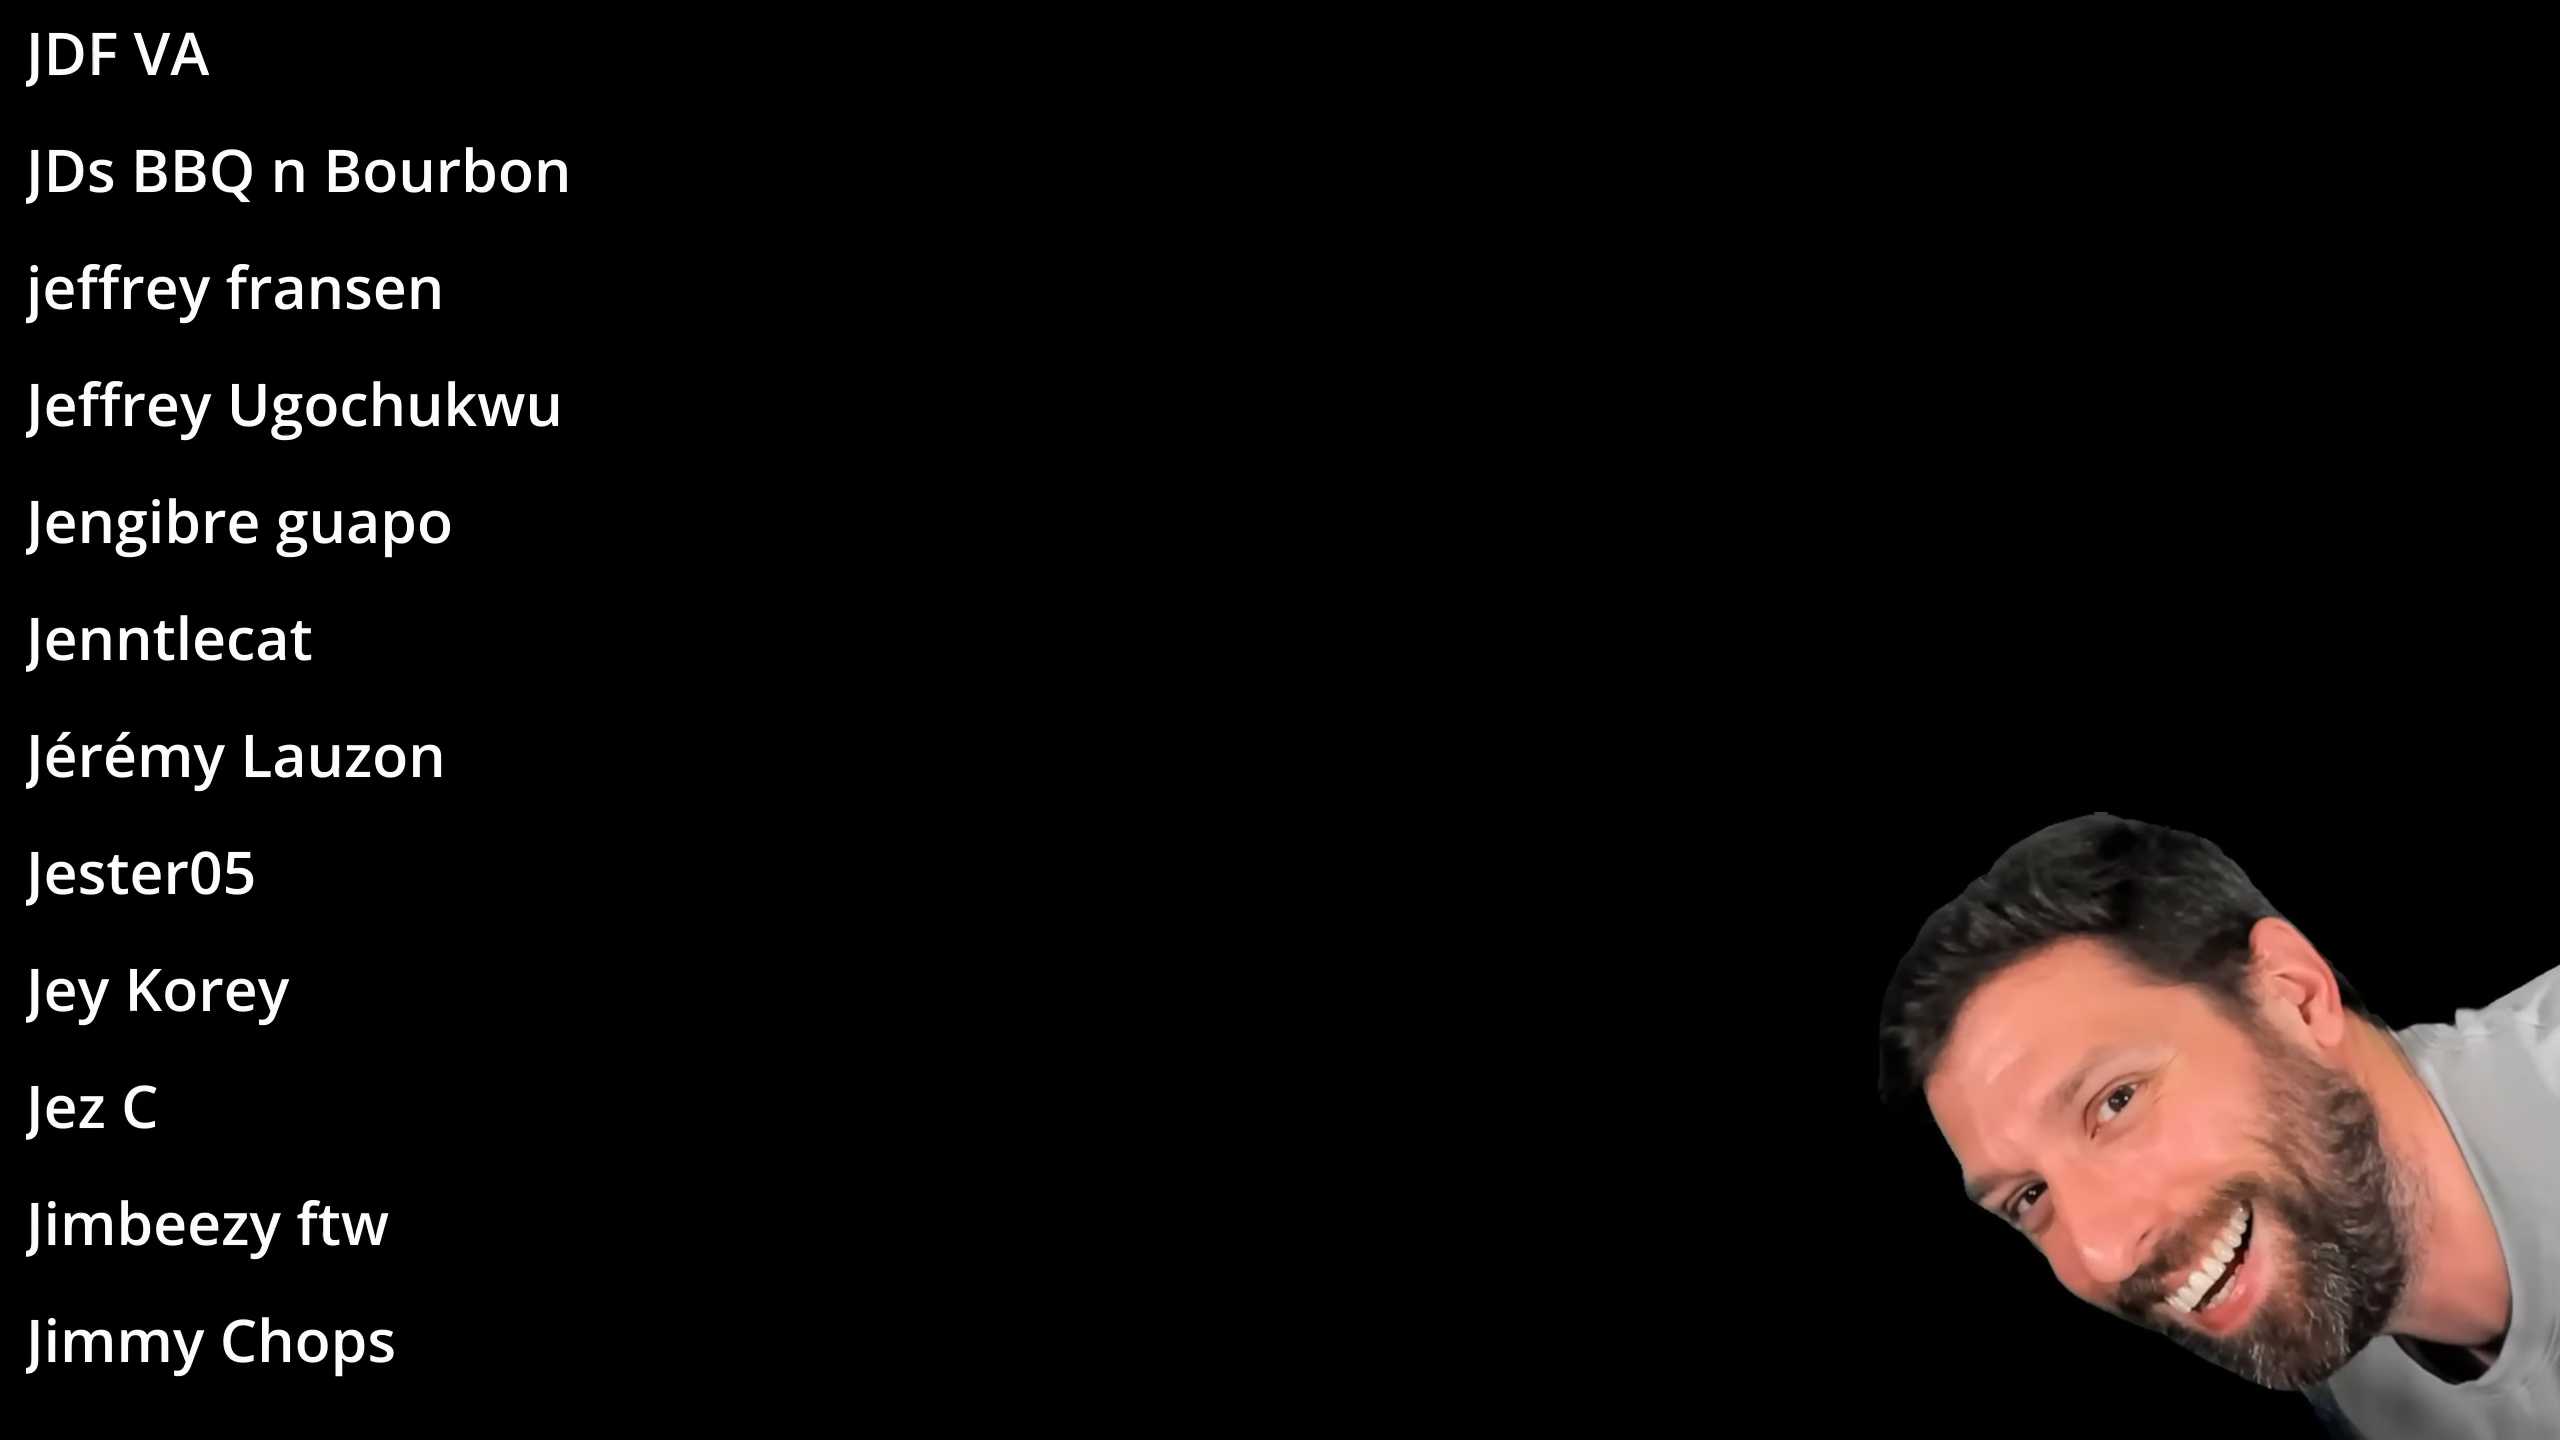 JDF VA
JDs BBQ n Bourbon
jeffrey fransen
Jeffrey Ugochukwu
Jengibre guapo
Jenntlecat
Jérémy Lauzon
Jester05
Jey Korey
Jez C
Jimbeezy ftw
Jimmy Chops